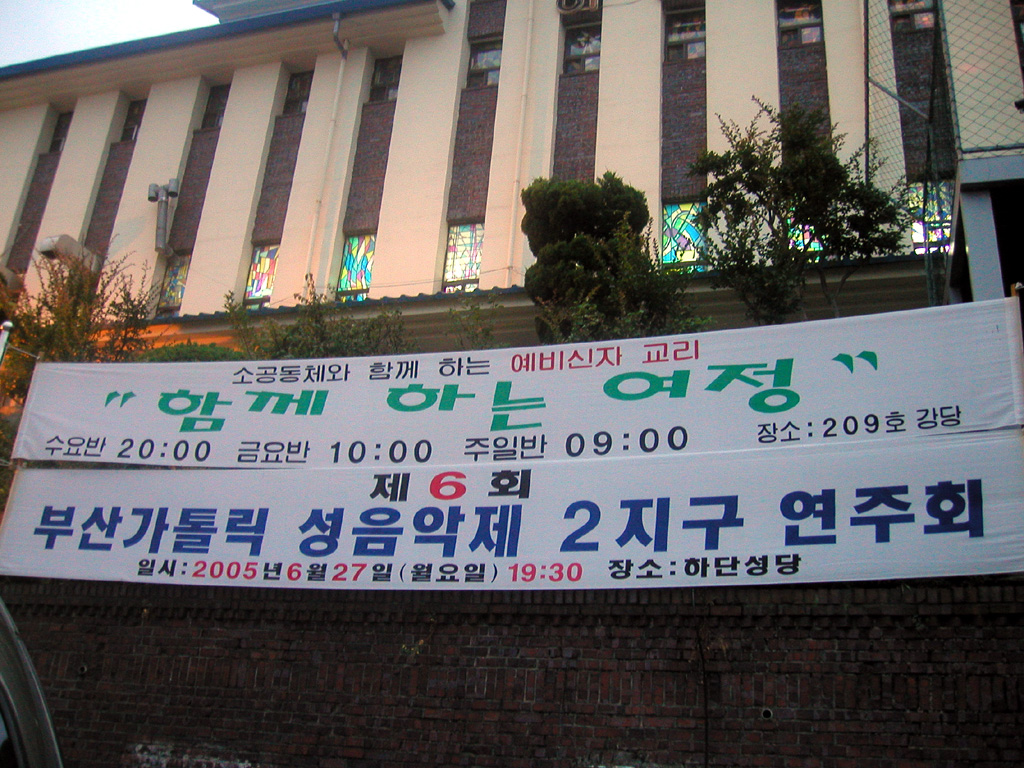 소공동체와 함께 하는 예비신자 교리
"함께 하는 여정"
수요반 20:00 금요반 10:00 주일반 09:00 장소:209호 강당
제 6 회
부산가톨릭 성음악제 2지구 연주회
일시:2005년6월27일(월요일) 19:30 장소:하단성당